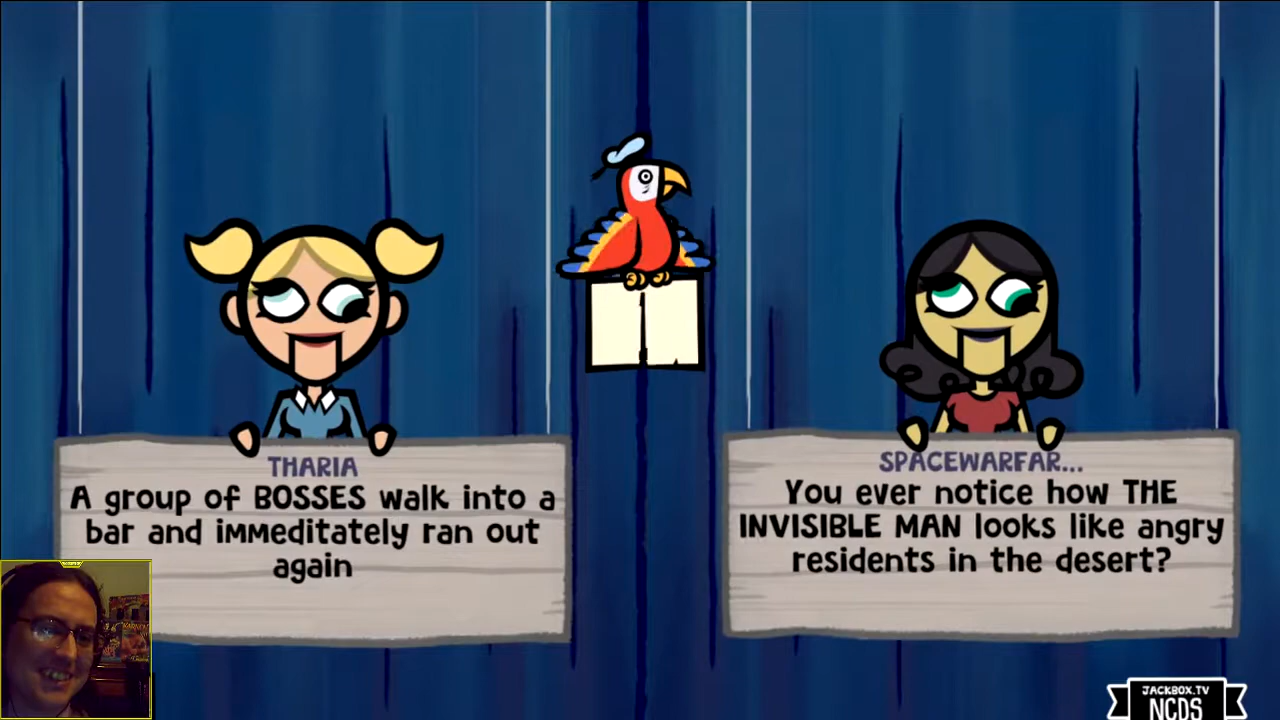 THARIA
A group of BOSSES walk into a
bar and immeditately ran out
again
SPACEWARFAR...
You ever notice how THE
INVISIBLE MAN looks like angry
residents in the desert?
JACKBOX.TV
NCDS